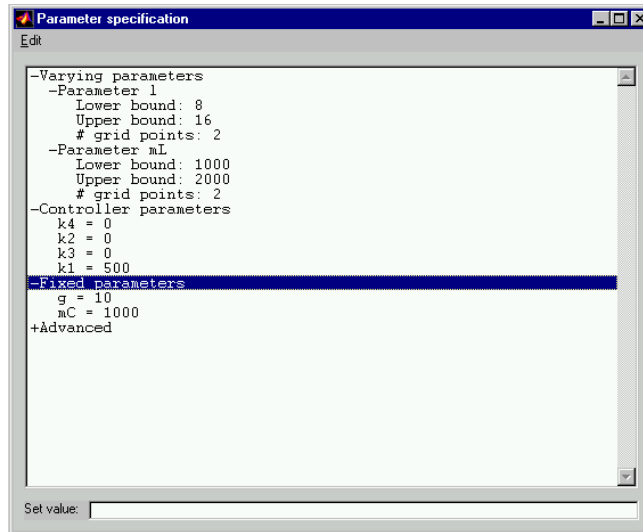 Parameter specification
Edit
-Varying parameters
-Parameter l
Lower bound: 8
Upper bound: 16
# grid points: 2
-Parameter mL
Lower bound: 1000
Upper bound: 2000
# grid points: 2
-Controller parameters
k4 = 0
k2 = 0
k3 = 0
k1 = 500
-Fixed parameters
g = 10
mC = 1000
+Advanced
Set value: